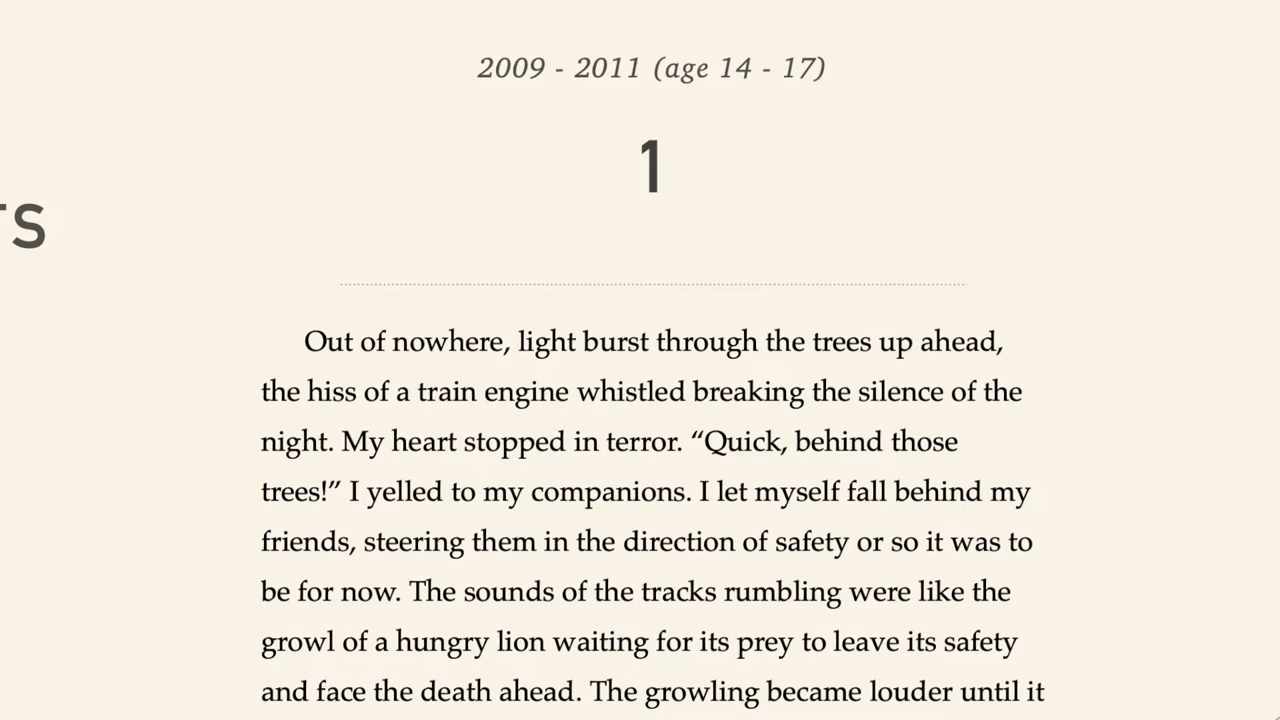 2009 - 2011 (age 14 - 17)
1
TS
Out of nowhere, light burst through the trees up ahead,
the hiss of a train engine whistled breaking the silence of the
night. My heart stopped in terror. “Quick, behind those
trees!” I yelled to my companions. I let myself fall behind my
friends, steering them in the direction of safety or so it was to
be for now. The sounds of the tracks rumbling were like the
growl of a hungry lion waiting for its prey to leave its safety
and face the death ahead. The growling became louder until it